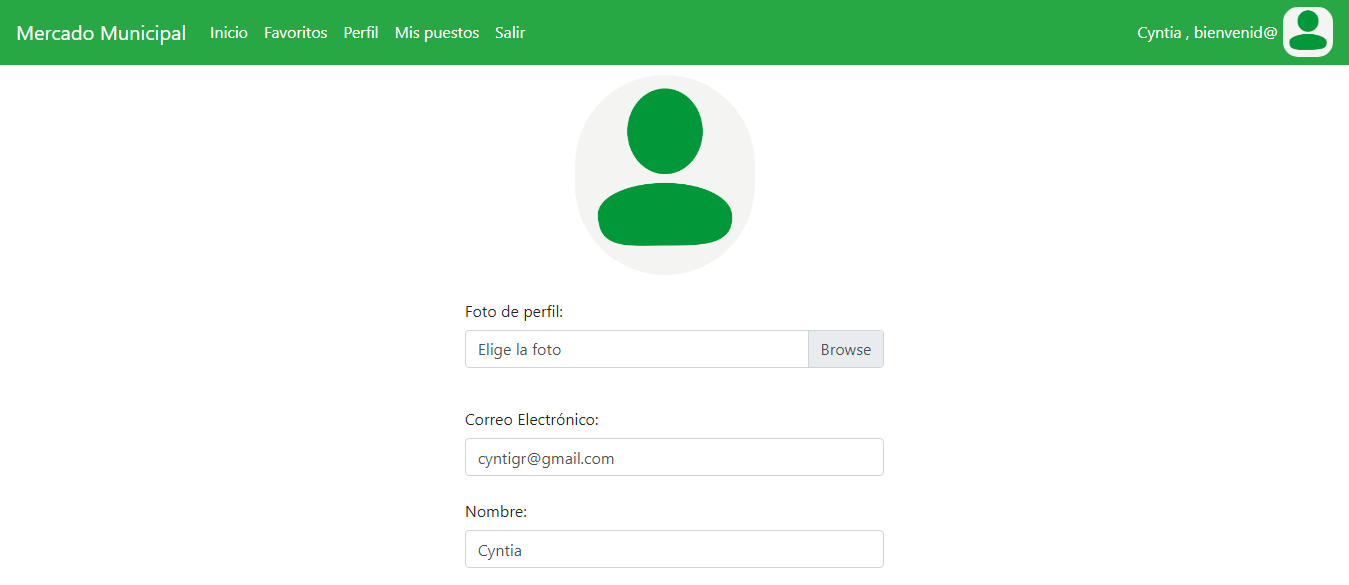 Mercado Municipal Inicio Favoritos Perfil Mis puestos Salir Cyntia , bienvenid@
Foto de perfil:
Elige la foto Browse
Correo Electrónico:
cyntigr@gmail.com
Nombre:
Cyntia